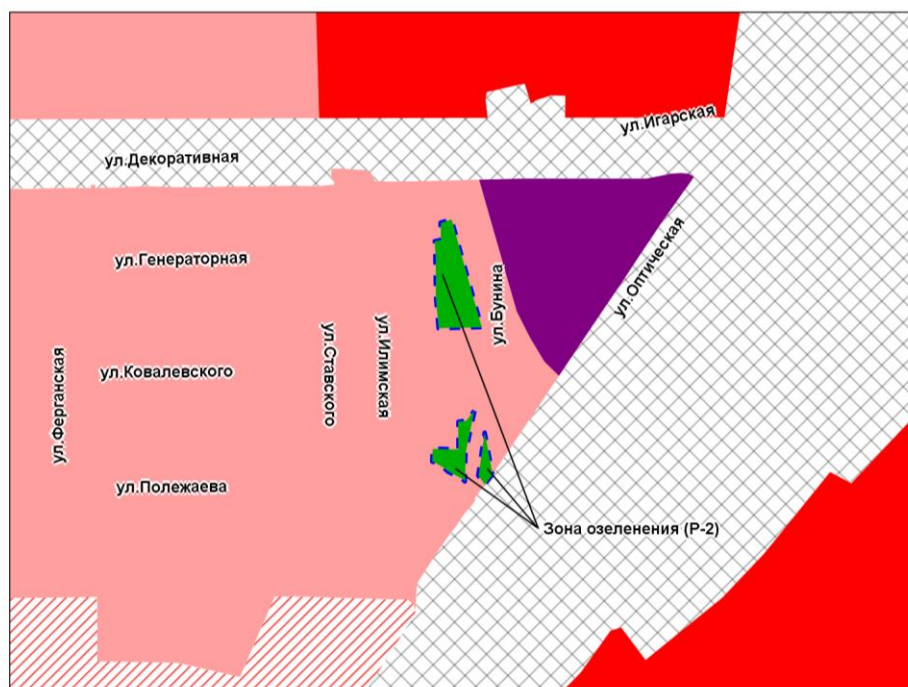 ул.Игарская
ул.Декоративная
ул.Генераторная
ул.Оптическая
ул.Бунина
ул.Ставского
ул.Илимская
ул.Ковалевского
ул.Ферганская
ул.Полежаева
Зона озеленения (Р-2)